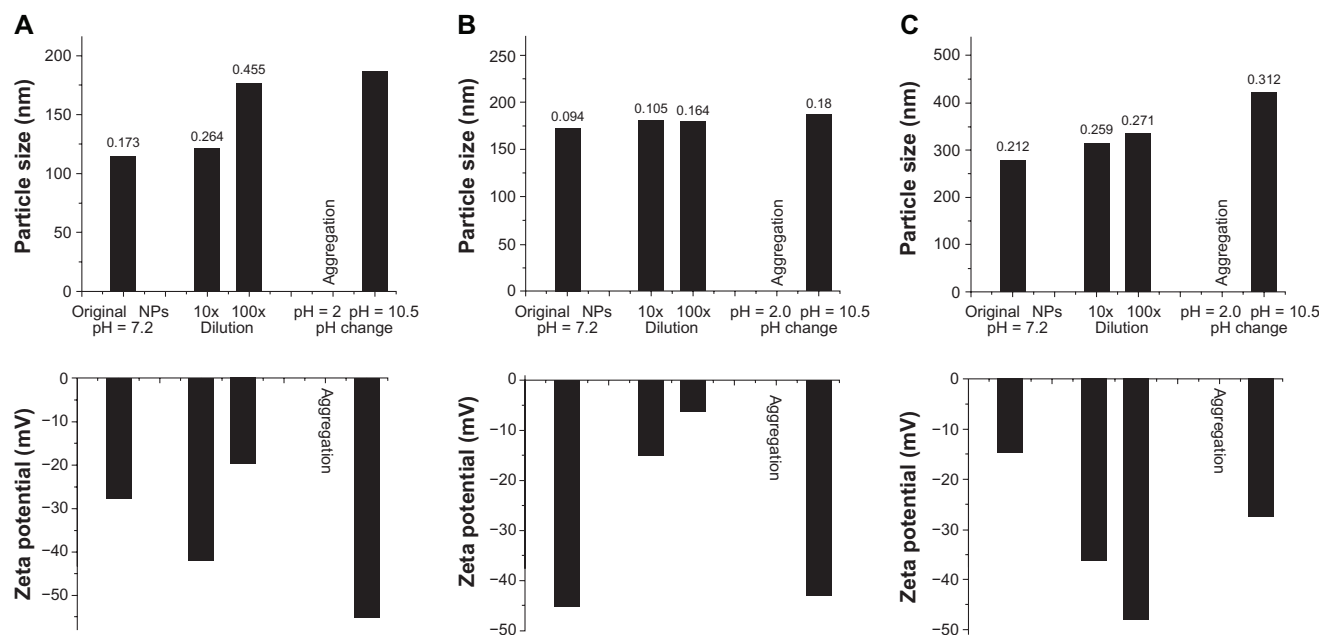 A
Particle size (nm)
200
150
100
50
0
0.173
0.264
0.455
Aggregation
Original NPs
pH = 7.2
10x 100x
Dilution
pH = 2 pH = 10.5
pH change
Zeta potential (mV)
0
−10
−20
−30
−40
−50
Aggregation
B
Particle size (nm)
250
200
175
150
125
100
75
50
25
0
0.094
0.105
0.164
0.18
Aggregation
Original NPs
pH = 7.2
10x 100x
Dilution
pH = 2.0 pH = 10.5
pH change
Zeta potential (mV)
0
−10
−20
−30
−40
−50
Aggregation
C
Particle size (nm)
500
400
300
200
100
0
0.212
0.259
0.271
0.312
Aggregation
Original NPs
pH = 7.2
10x 100x
Dilution
pH = 2.0 pH = 10.5
pH change
Zeta potential (mV)
0
−10
−20
−30
−40
−50
Aggregation